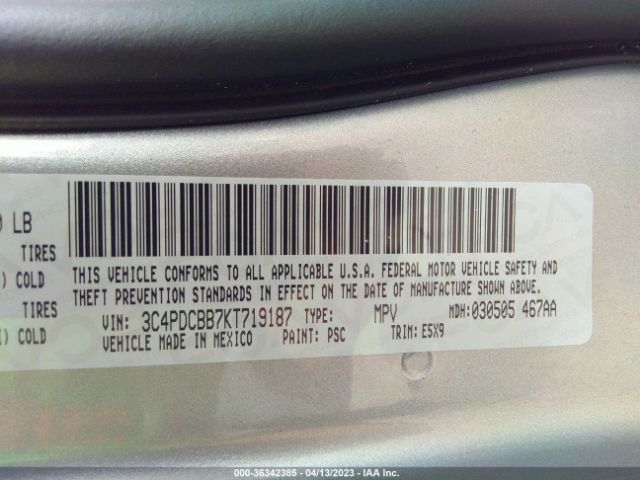 LB
TIRES
COLD
TIRES
COLD
THIS VEHICLE CONFORMS TO ALL APPLICABLE U.S.A. FEDERAL MOTOR VEHICLE SAFETY AND
THEFT PREVENTION STANDARDS IN EFFECT ON THE DATE OF MANUFACTURE SHOWN ABOVE.
VIN: 3C4PDCBB7KT719187 TYPE: MPV MDH:030505 467AA
VEHICLE MADE IN MEXICO PAINT: PSC TRIM: E5X9
000-36342385 - 04/13/2023 - IAA Inc.